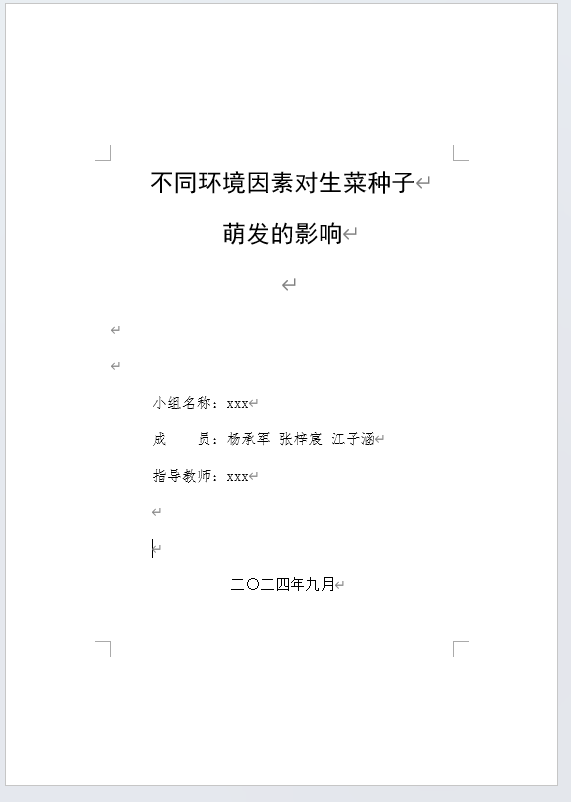 不同环境因素对生菜种子
萌发的影响
小组名称：xxx
成　　员：杨承军 张梓宸 江子涵
指导教师：xxx
二〇二四年九月